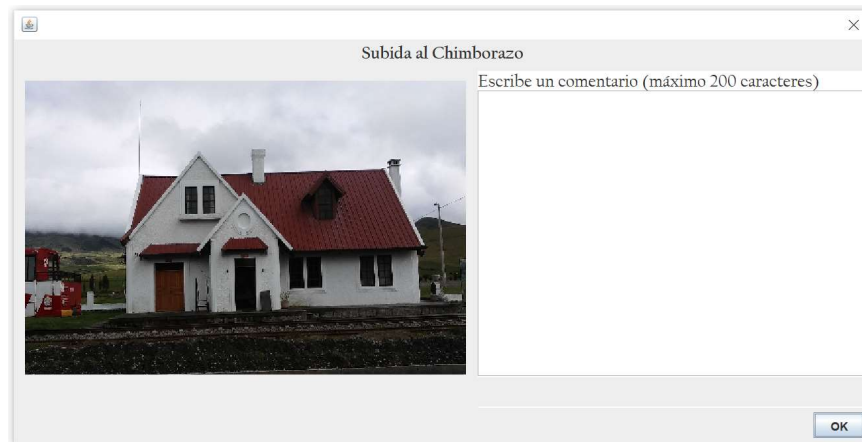 Subida al Chimborazo
Escribe un comentario (máximo 200 caracteres)
OK